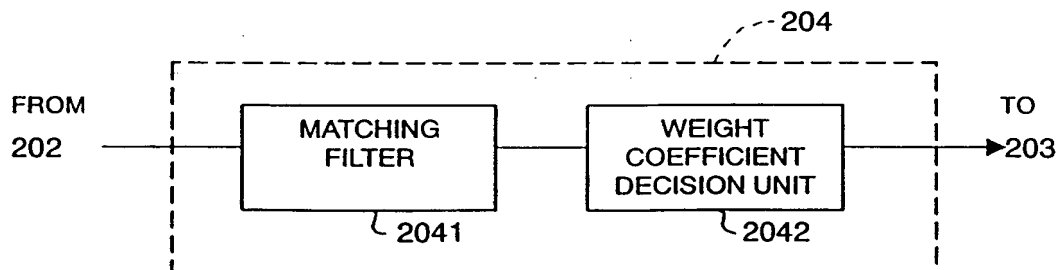 204
FROM
202
MATCHING
FILTER
WEIGHT
COEFFICIENT
DECISION UNIT
TO
203
2041
2042